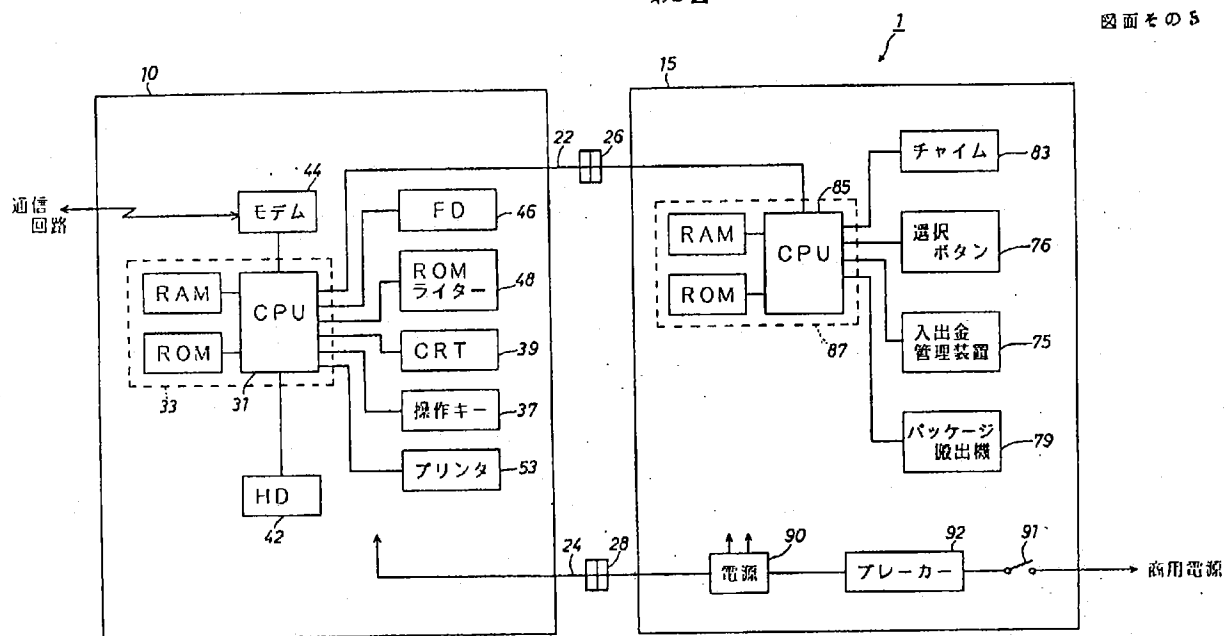 図面その5
1
10
15
22
26
44
モデム
通信
回路
FD
46
ROM
ライター
48
CRT
39
操作キー
37
プリンタ
53
RAM
ROM
CPU
33
31
HD
42
85
RAM
ROM
CPU
87
チャイム
83
選択
ボタン
76
入出金
管理装置
75
パッケージ
搬出機
79
24
28
電源
90
ブレーカー
92
91
商用電源